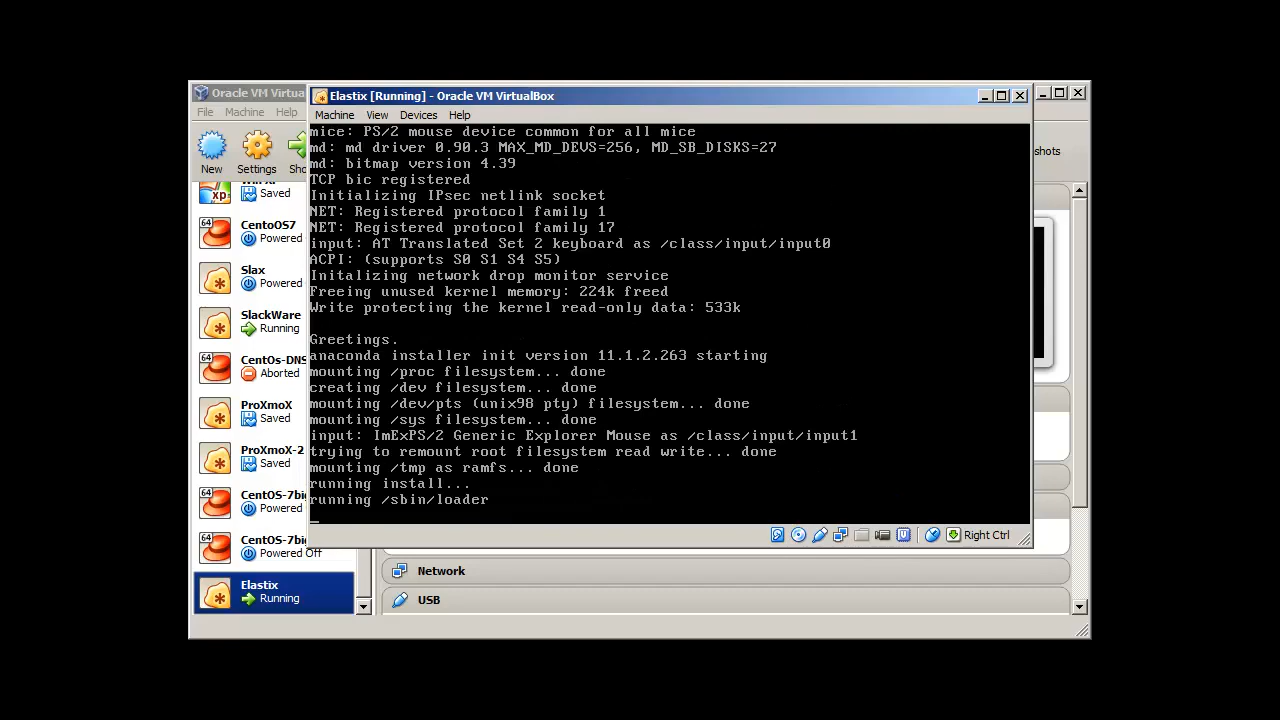 Oracle VM Virtua
File Machine Help
New
Settings
Sho
shots
Saved
CentoOS7
Powered
Slax
Powered
SlackWare
Running
CentOs-DNS
Aborted
ProXmoX
Saved
ProXmoX-2
Saved
CentOS-7big
Powered
CentOS-7big
Powered Off
Elastix
Running
Network
USB
Elastix [Running] - Oracle VM VirtualBox
Machine View Devices Help
mice: PS/2 mouse device common for all mice
md: md driver 0.90.3 MAX_MD_DEVS=256, MD_SB_DISKS=27
md: bitmap version 4.39
TCP bic registered
Initializing IPsec netlink socket
NET: Registered protocol family 1
NET: Registered protocol family 17
input: AT Translated Set 2 keyboard as /class/input/input0
ACPI: (supports S0 S1 S4 S5)
Initalizing network drop monitor service
Freeing unused kernel memory: 224k freed
Write protecting the kernel read-only data: 533k
Greetings.
anaconda installer init version 11.1.2.263 starting
mounting /proc filesystem... done
creating /dev filesystem... done
mounting /dev/pts (unix98 pty) filesystem... done
mounting /sys filesystem... done
input: ImExPS/2 Generic Explorer Mouse as /class/input/input1
trying to remount root filesystem read write... done
mounting /tmp as ramfs... done
running install...
running /sbin/loader
Right Ctrl